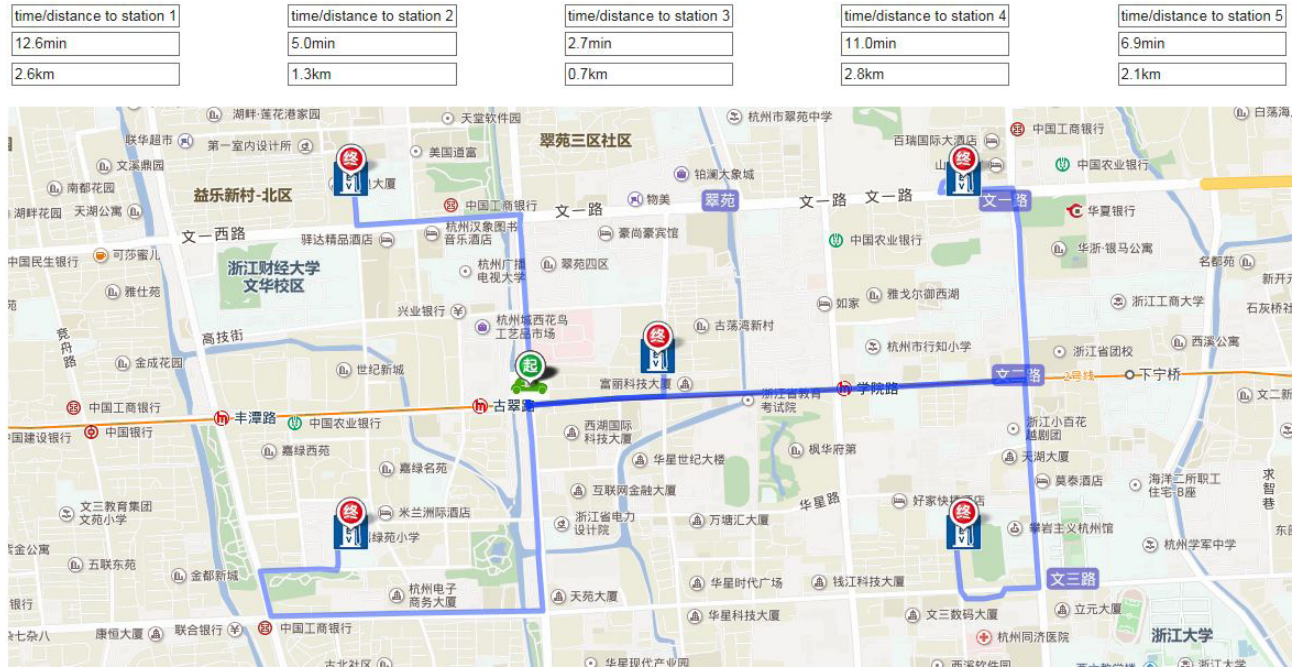 time/distance to station 1
time/distance to station 2
time/distance to station 3
time/distance to station 4
time/distance to station 5
12.6min
5.0min
2.7min
11.0min
6.9min
2.6km
1.3km
0.7km
2.8km
2.1km
湖畔·莲花港家园
天堂软件园
杭州市翠苑中学
中国工商银行
联华超市
第一室内设计所
美国道富
翠苑三区社区
百瑞国际大酒店
文溪鼎园
铂澜大象城
中国农业银行
南都花园
益乐新村-北区
终
大厦
终
湖畔花园
天湖公寓
中国工商银行
物美
翠苑
文一路
文一路
文一路
文一路
华夏银行
文一西路
驿达精品酒店
杭州汉象图书
音乐酒店
豪尚豪宾馆
中国农业银行
华浙·银马公寓
中国民生银行
可莎蜜儿
浙江财经大学
文华校区
杭州广播
电视大学
翠苑四区
名都苑
雅仕苑
如家
雅戈尔御西湖
浙江工商大学
新开元
石灰桥社
兴业银行
杭州城西花鸟
工艺品市场
古荡湾新村
竞舟路
高技街
终
杭州市行知小学
浙江省团校
西溪公寓
金成花园
世纪新城
起
富丽科技大厦
文二路
2号线
下宁桥
中国工商银行
古翠路
浙江省教育
考试院
学院路
文二新
丰潭路
中国农业银行
中国建设银行
中国银行
西湖国际
科技大厦
浙江小百花
越剧团
嘉绿西苑
嘉绿名苑
华星世纪大楼
枫华府第
天湖大厦
求智巷
互联网金融大厦
华星路
莫泰酒店
海洋二所职工
住宅-B座
文三教育集团
文苑小学
终
米兰洲际酒店
浙江省电力
设计院
万塘汇大厦
好家快捷酒店
终
攀岩主义杭州馆
绿苑小学
杭州学军中学
五联东苑
金都新城
杭州电子
商务大厦
天苑大厦
华星时代广场
钱江科技大厦
文三路
银行
华星科技大厦
文三数码大厦
立元大厦
康恒大厦
联合银行
中国工商银行
杭州同济医院
浙江大学
古北社区
华星现代产业园
西溪软件园
浙江大学